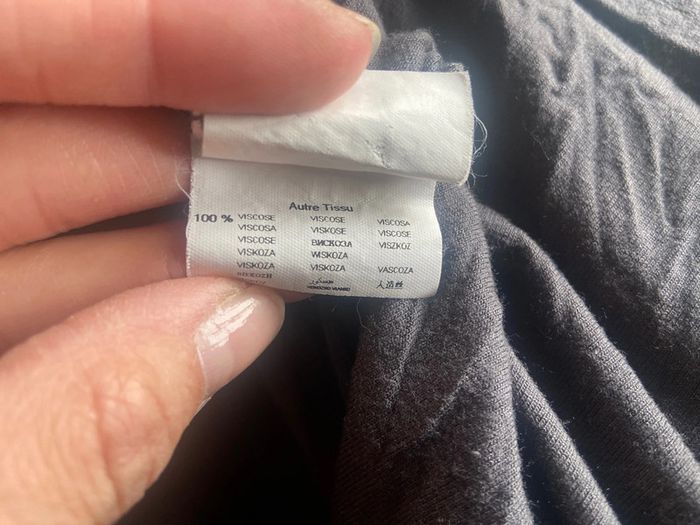 Autre Tissu
100 % VISCOSE VISCOSE VISCOSA
VISCOSA VISKOSE VISCOSE
VISCOSE ВИСКОЗА VISZKOZ
VISKOZA WISKOZA
VISKOZA VISKOZA VASCOZA
人造丝